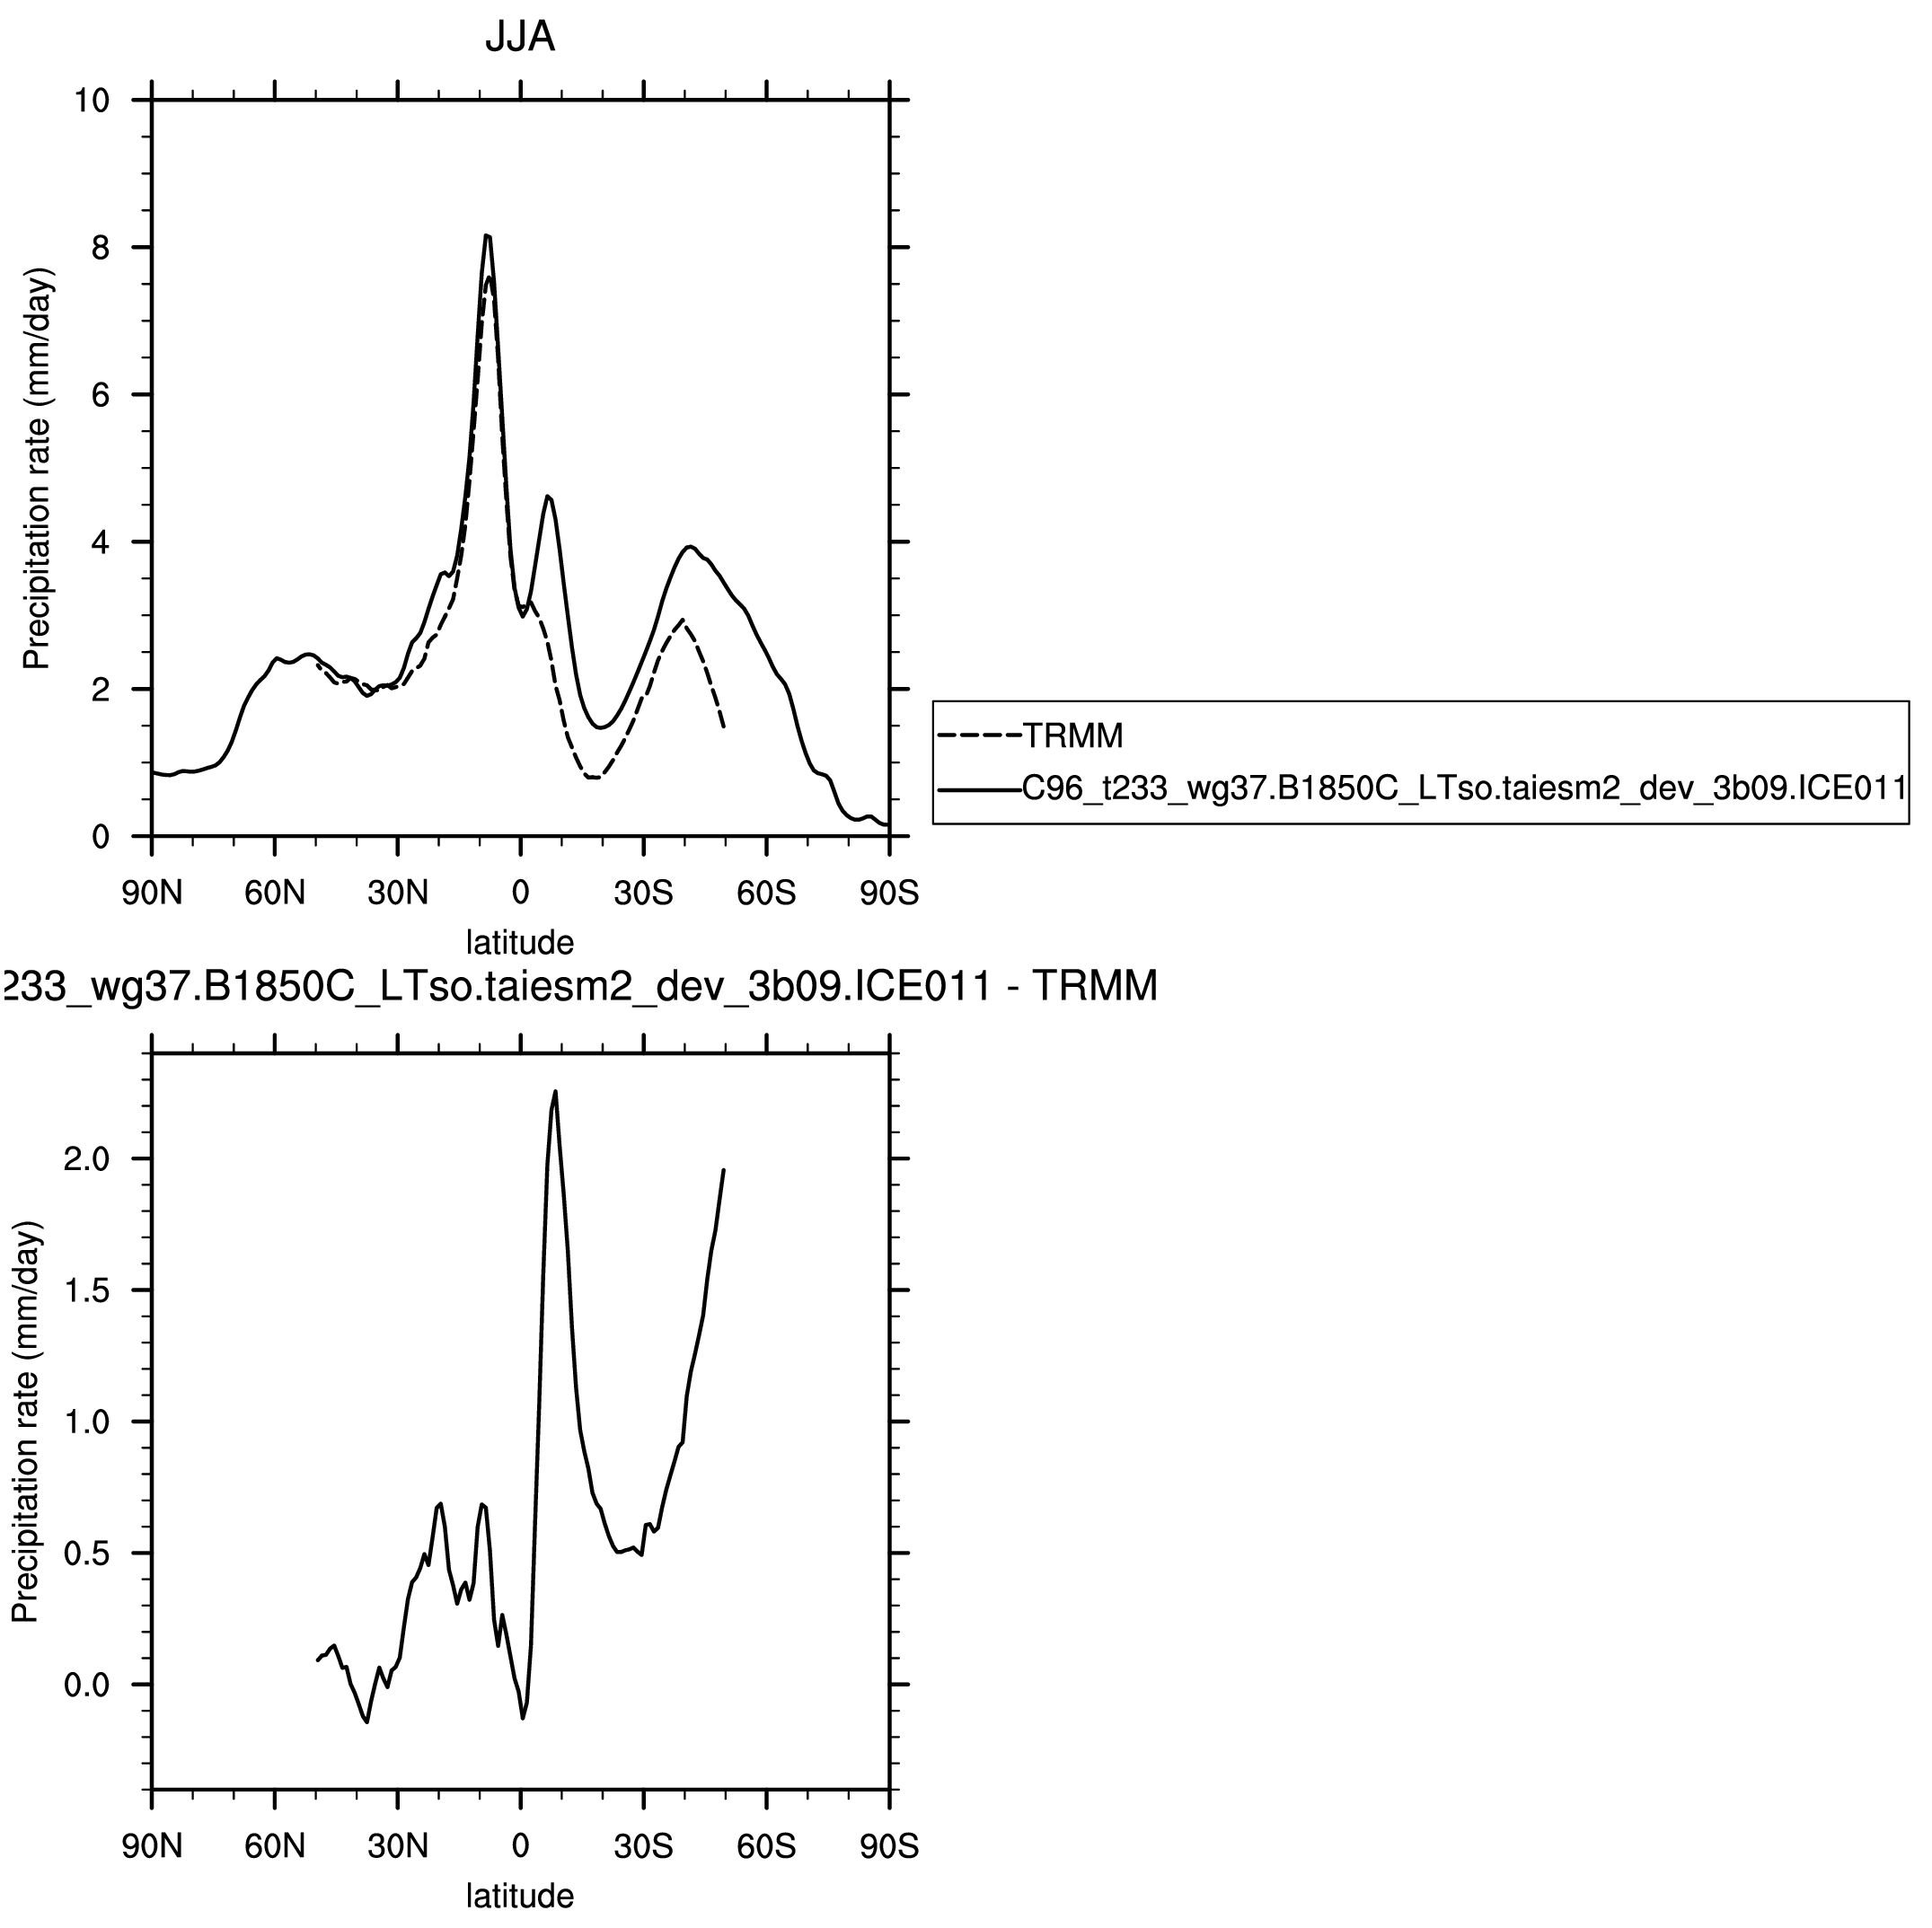 JJA
10
8
6
4
2
0
Precipitation rate (mm/day)
90N 60N 30N 0 30S 60S 90S
latitude
TRMM
C96_t233_wg37.B1850C_LTso.taiesm2_dev_3b09.ICE011
233_wg37.B1850C_LTso.taiesm2_dev_3b09.ICE011 - TRMM
2.0
1.5
1.0
0.5
0.0
Precipitation rate (mm/day)
90N 60N 30N 0 30S 60S 90S
latitude